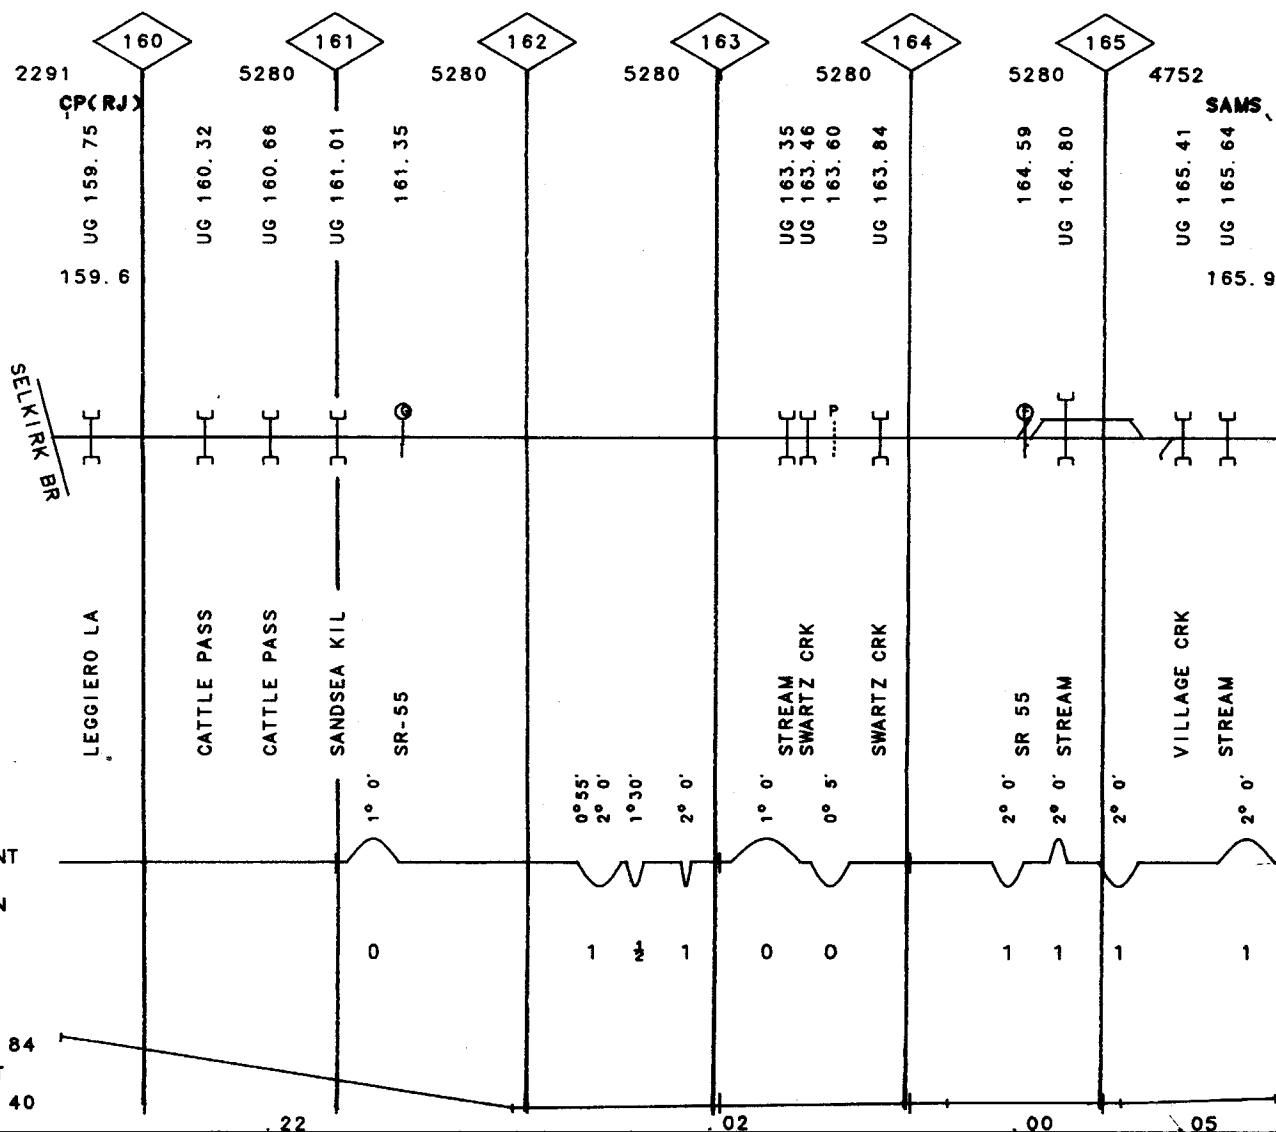 160 161 162 163 164 165
2291 5280 5280 5280 5280 5280 4752
CP(RJ) SAMS
UG 159.75
UG 160.32
UG 160.66
UG 161.01
161.35
UG 163.35
UG 163.46
163.60
UG 163.84
164.59
UG 164.80
UG 165.41
UG 165.64
159.6 165.9
SELKIRK BR
G P F
LEGGIERO LA
CATTLE PASS
CATTLE PASS
SANDSEA KIL
SR-55
STREAM
SWARTZ CRK
SWARTZ CRK
SR 55
STREAM
VILLAGE CRK
STREAM
1° 0'
0°55'
2° 0'
1°30'
2° 0'
1° 0'
0° 5'
2° 0'
2° 0'
2° 0'
2° 0'
NT
N
0 1 ½ 1 0 0 1 1 1 1
84
T
40
.22 .02 .00 .05